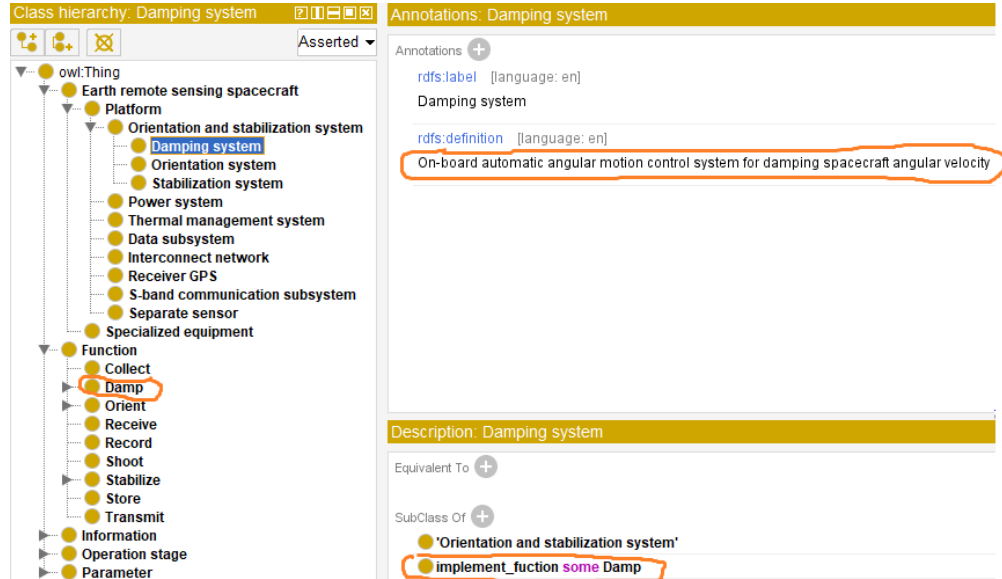 Class hierarchy: Damping system
Asserted
owl:Thing
Earth remote sensing spacecraft
Platform
Orientation and stabilization system
Damping system
Orientation system
Stabilization system
Power system
Thermal management system
Data subsystem
Interconnect network
Receiver GPS
S-band communication subsystem
Separate sensor
Specialized equipment
Function
Collect
Damp
Orient
Receive
Record
Shoot
Stabilize
Store
Transmit
Information
Operation stage
Parameter
Annotations: Damping system
Annotations
rdfs:label [language: en]
Damping system
rdfs:definition [language: en]
On-board automatic angular motion control system for damping spacecraft angular velocity
Description: Damping system
Equivalent To
SubClass Of
'Orientation and stabilization system'
implement_fuction some Damp